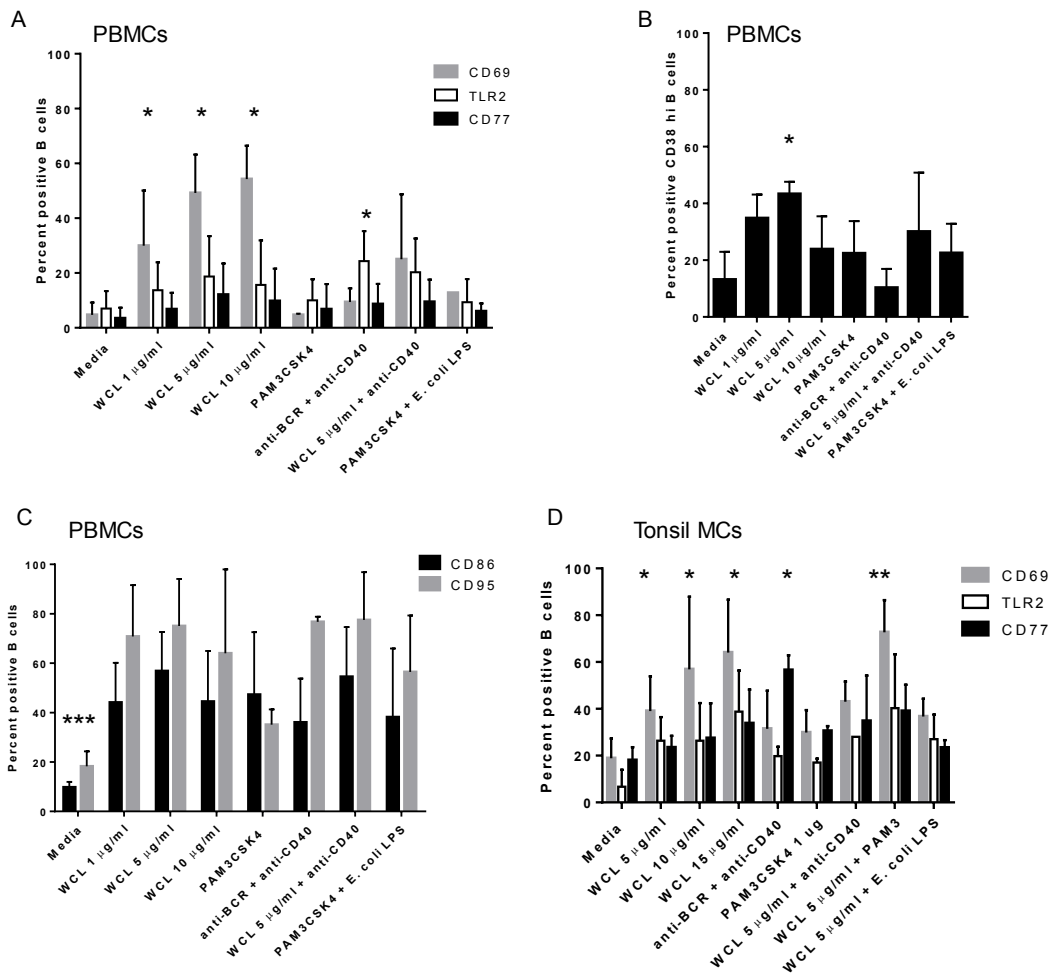 A
PBMCs
Percent positive B cells
100
80
60
40
20
0
CD69
TLR2
CD77
*
*
*
*
Media
WCL 1 μg/ml
WCL 5 μg/ml
WCL 10 μg/ml
PAM3CSK4
anti-BCR + anti-CD40
WCL 5 μg/ml + anti-CD40
PAM3CSK4 + E. coli LPS
B
PBMCs
Percent positive CD38 hi B cells
100
80
60
40
20
0
*
Media
WCL 1 μg/ml
WCL 5 μg/ml
WCL 10 μg/ml
PAM3CSK4
anti-BCR + anti-CD40
WCL 5 μg/ml + anti-CD40
PAM3CSK4 + E. coli LPS
C
PBMCs
Percent positive B cells
100
80
60
40
20
0
CD86
CD95
***
Media
WCL 1 μg/ml
WCL 5 μg/ml
WCL 10 μg/ml
PAM3CSK4
anti-BCR + anti-CD40
WCL 5 μg/ml + anti-CD40
PAM3CSK4 + E. coli LPS
D
Tonsil MCs
Percent positive B cells
100
80
60
40
20
0
CD69
TLR2
CD77
*
*
*
*
**
Media
WCL 5 μg/ml
WCL 10 μg/ml
WCL 15 μg/ml
anti-BCR + anti-CD40
PAM3CSK4 1 ug
WCL 5 μg/ml + anti-CD40
WCL 5 μg/ml + PAM3
WCL 5 μg/ml + E. coli LPS